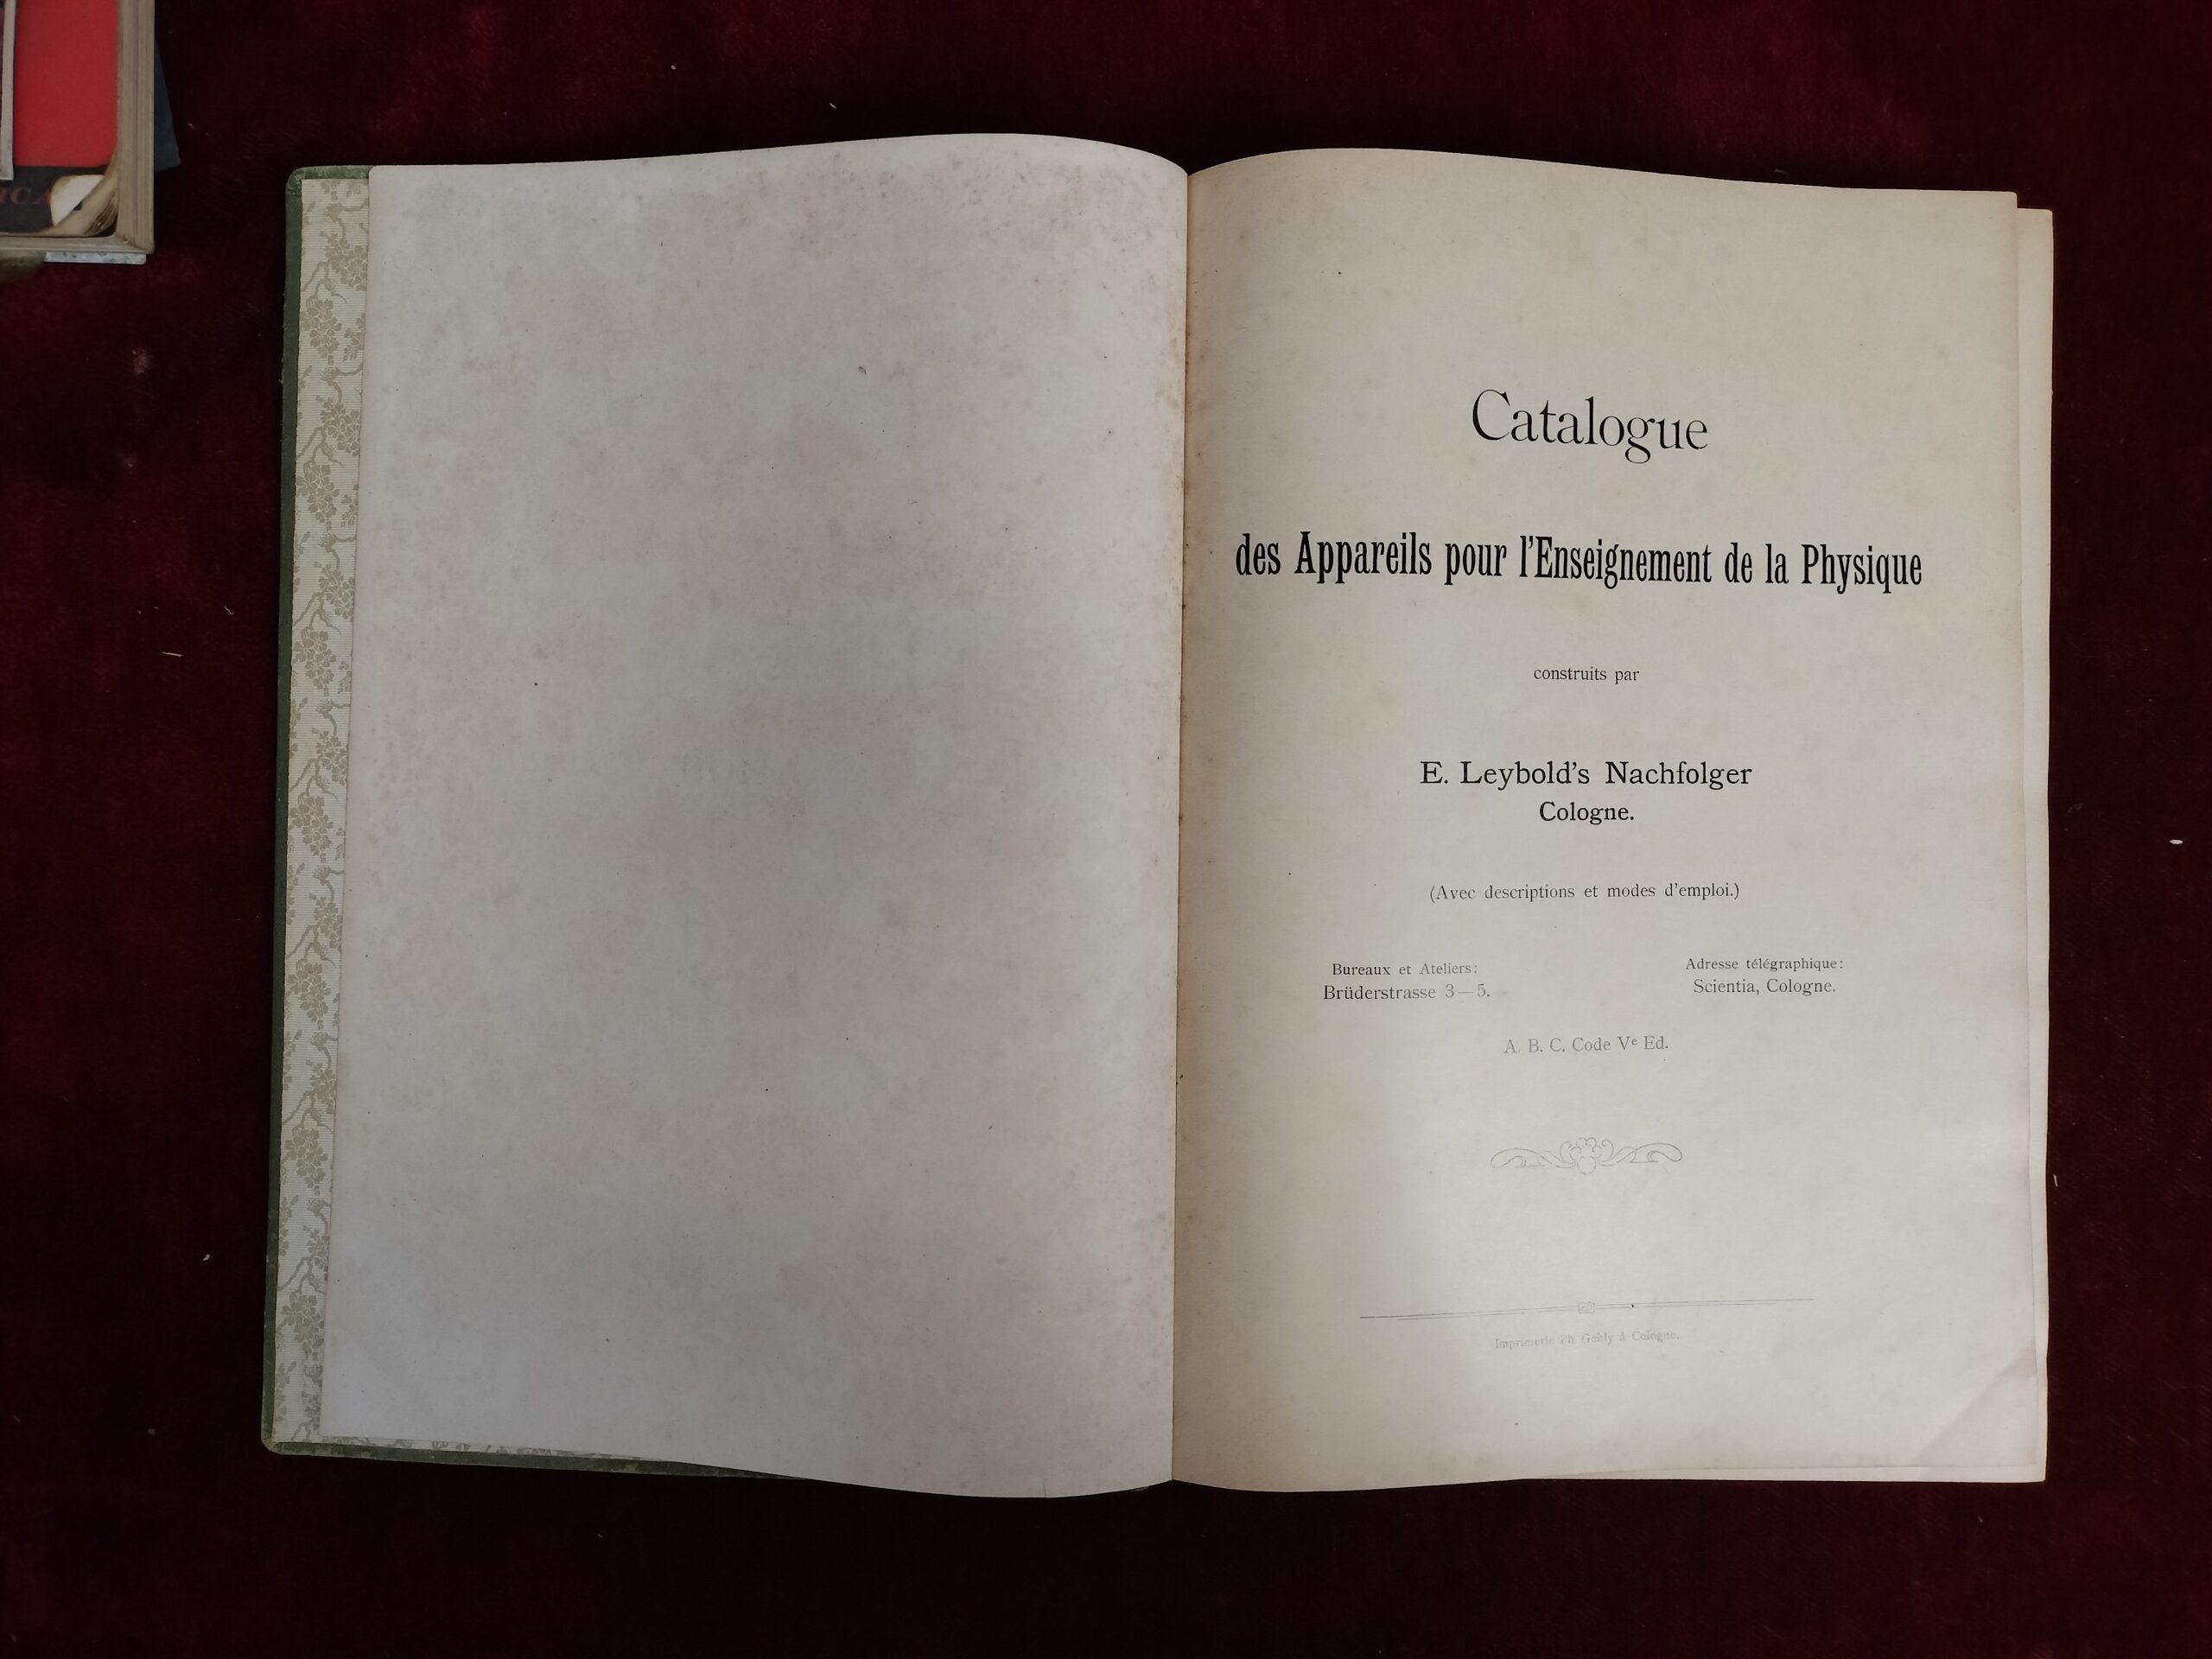 Catalogue
des Appareils pour l'Enseignement de la Physique
construits par
E. Leybold's Nachfolger
Cologne.
(Avec descriptions et modes d'emploi.)
Bureaux et Ateliers:
Brüderstrasse 3—5.
Adresse télégraphique:
Scientia, Cologne.
A. B. C. Code Ve Ed.
Imprimerie Ph. Gehly à Cologne.